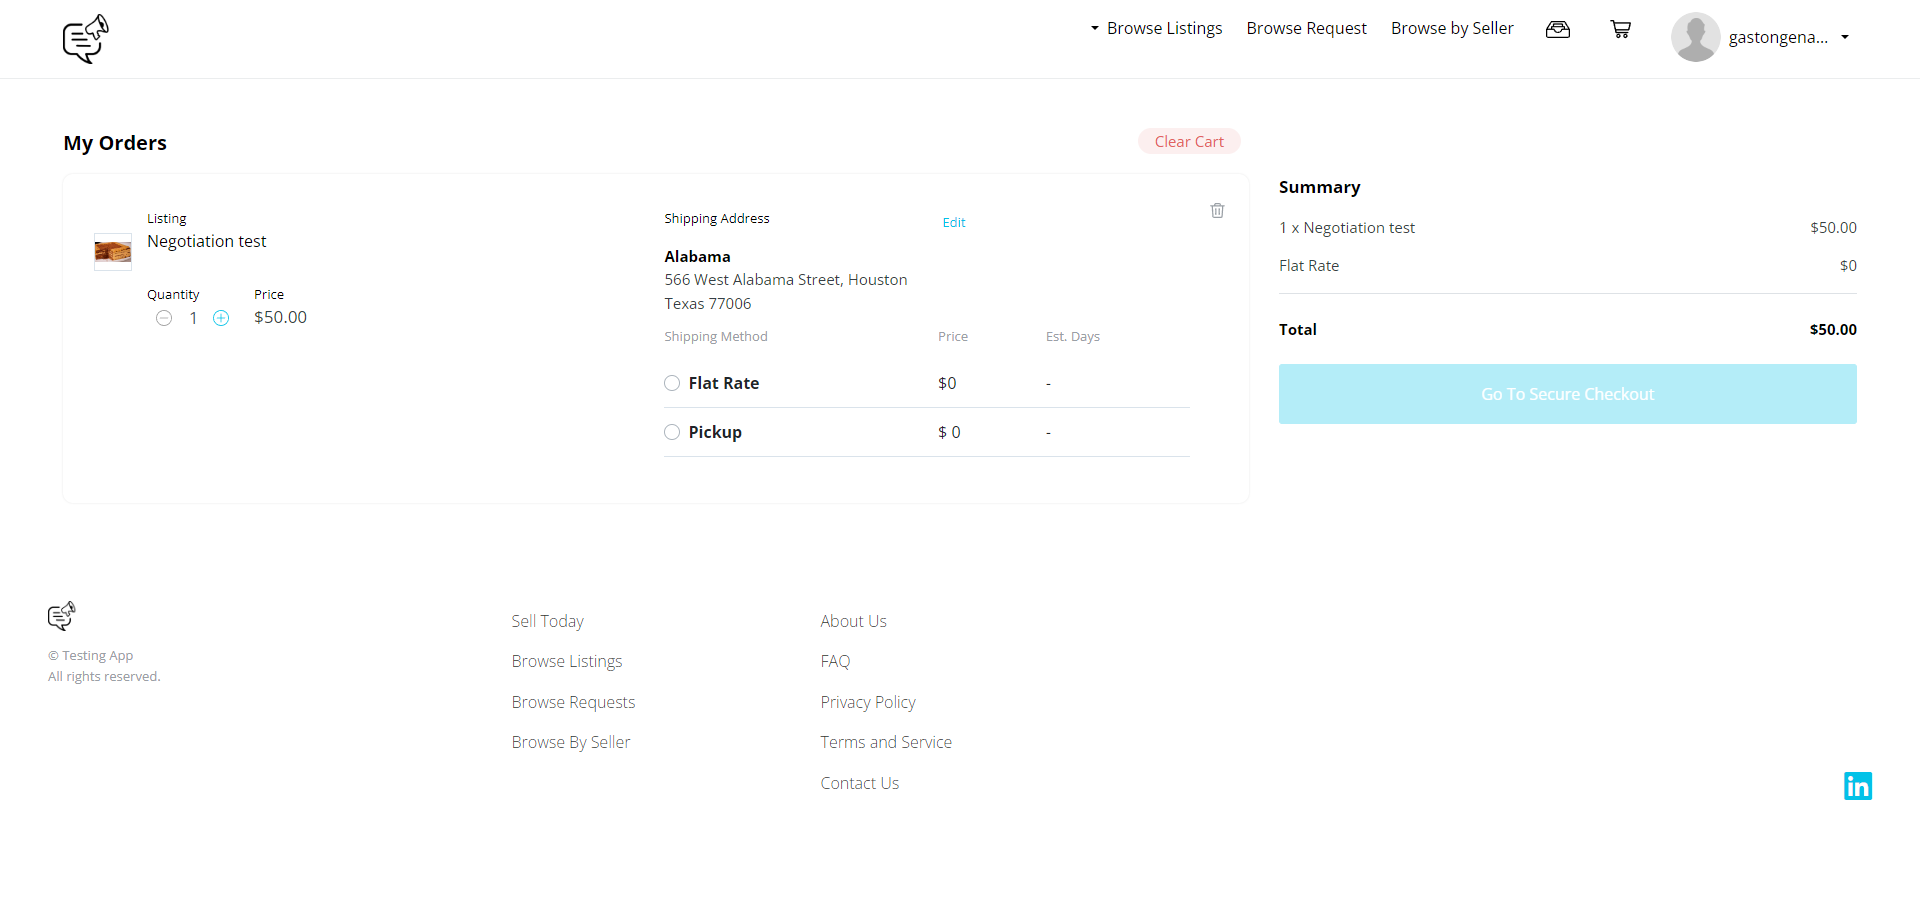 Browse Listings Browse Request Browse by Seller gastongena...
My Orders
Clear Cart
Listing
Negotiation test
Quantity Price
1 $50.00
Shipping Address Edit
Alabama
566 West Alabama Street, Houston
Texas 77006
Shipping Method Price Est. Days
Flat Rate $0 -
Pickup $ 0 -
Summary
1 x Negotiation test $50.00
Flat Rate $0
Total $50.00
Go To Secure Checkout
© Testing App
All rights reserved.
Sell Today
Browse Listings
Browse Requests
Browse By Seller
About Us
FAQ
Privacy Policy
Terms and Service
Contact Us
in